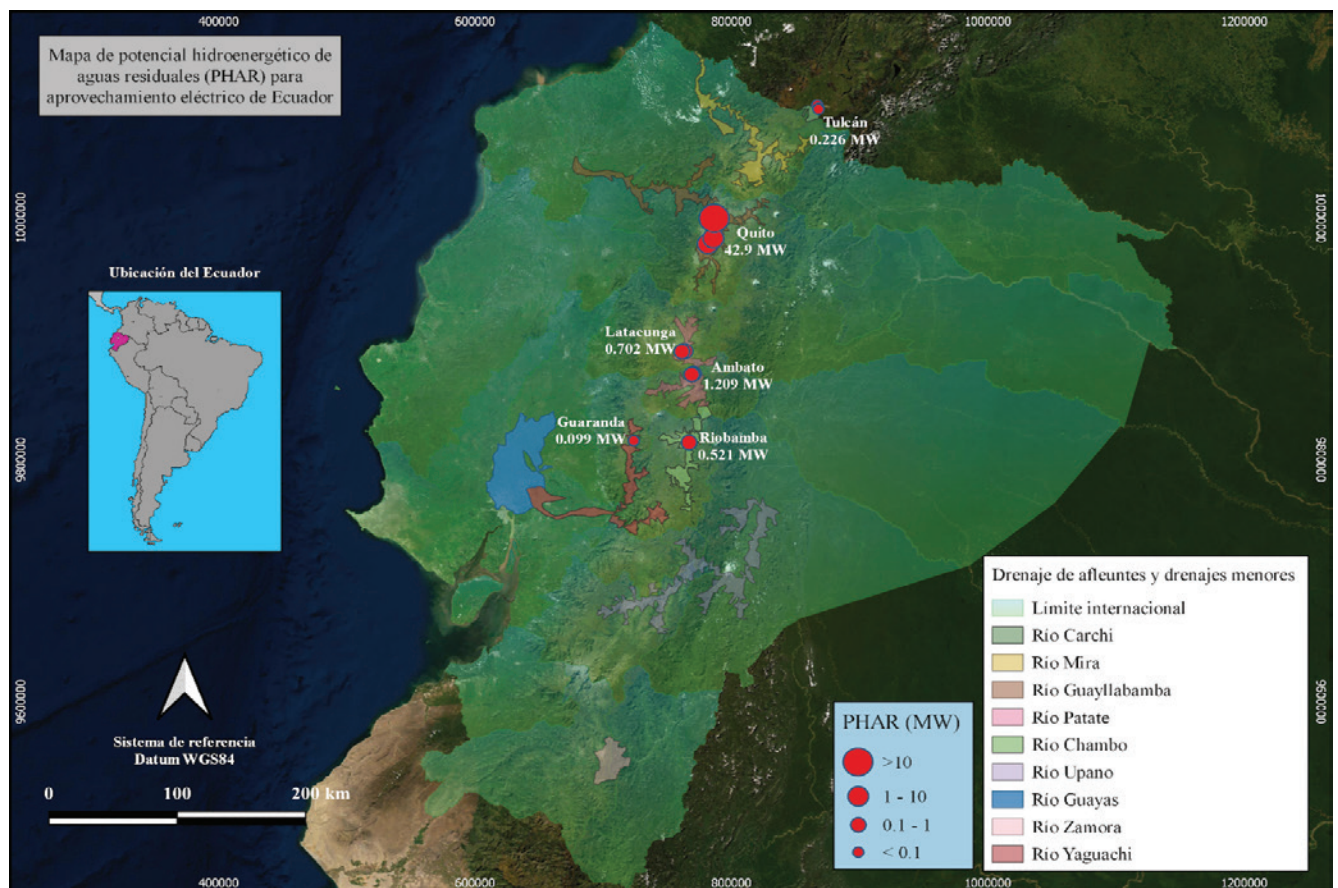 400000
600000
800000
1000000
1200000
Mapa de potencial hidroenergético de
aguas residuales (PHAR) para
aprovechamiento eléctrico de Ecuador
Tulcán
0.226 MW
10000000
10000000
Quito
42.9 MW
Ubicación del Ecuador
Latacunga
0.702 MW
Ambato
1.209 MW
Guaranda
0.099 MW
Riobamba
0.521 MW
9800000
9800000
Drenaje de afleuntes y drenajes menores
Límite internacional
Río Carchi
Río Mira
Río Guayllabamba
Río Patate
Río Chambo
Río Upano
Río Guayas
Río Zamora
Río Yaguachi
9600000
9600000
PHAR (MW)
>10
1 - 10
0.1 - 1
< 0.1
Sistema de referencia
Datum WGS84
0
100
200 km
400000
600000
800000
1000000
1200000